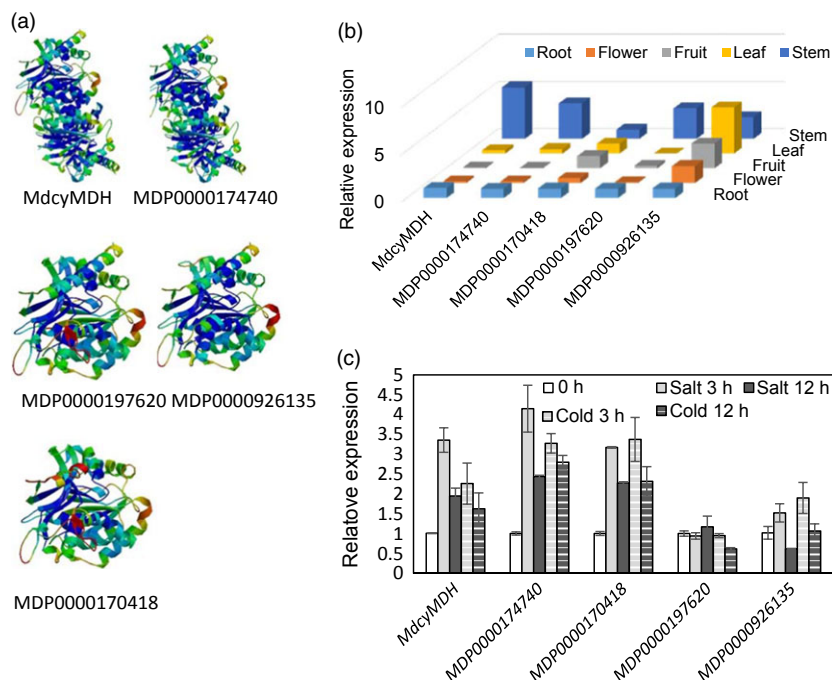 (a)
MdcyMDH MDP0000174740
MDP0000197620 MDP0000926135
MDP0000170418
(b)
Root Flower Fruit Leaf Stem
Relative expression
10
5
0
Stem
Leaf
Fruit
Flower
Root
MdcyMDH
MDP0000174740
MDP0000170418
MDP0000197620
MDP0000926135
(c)
Relatove expression
5
4.5
4
3.5
3
2.5
2
1.5
1
0.5
0 h Salt 3 h Salt 12 h
Cold 3 h Cold 12 h
MdcyMDH
MDP0000174740
MDP0000170418
MDP0000197620
MDP0000926135